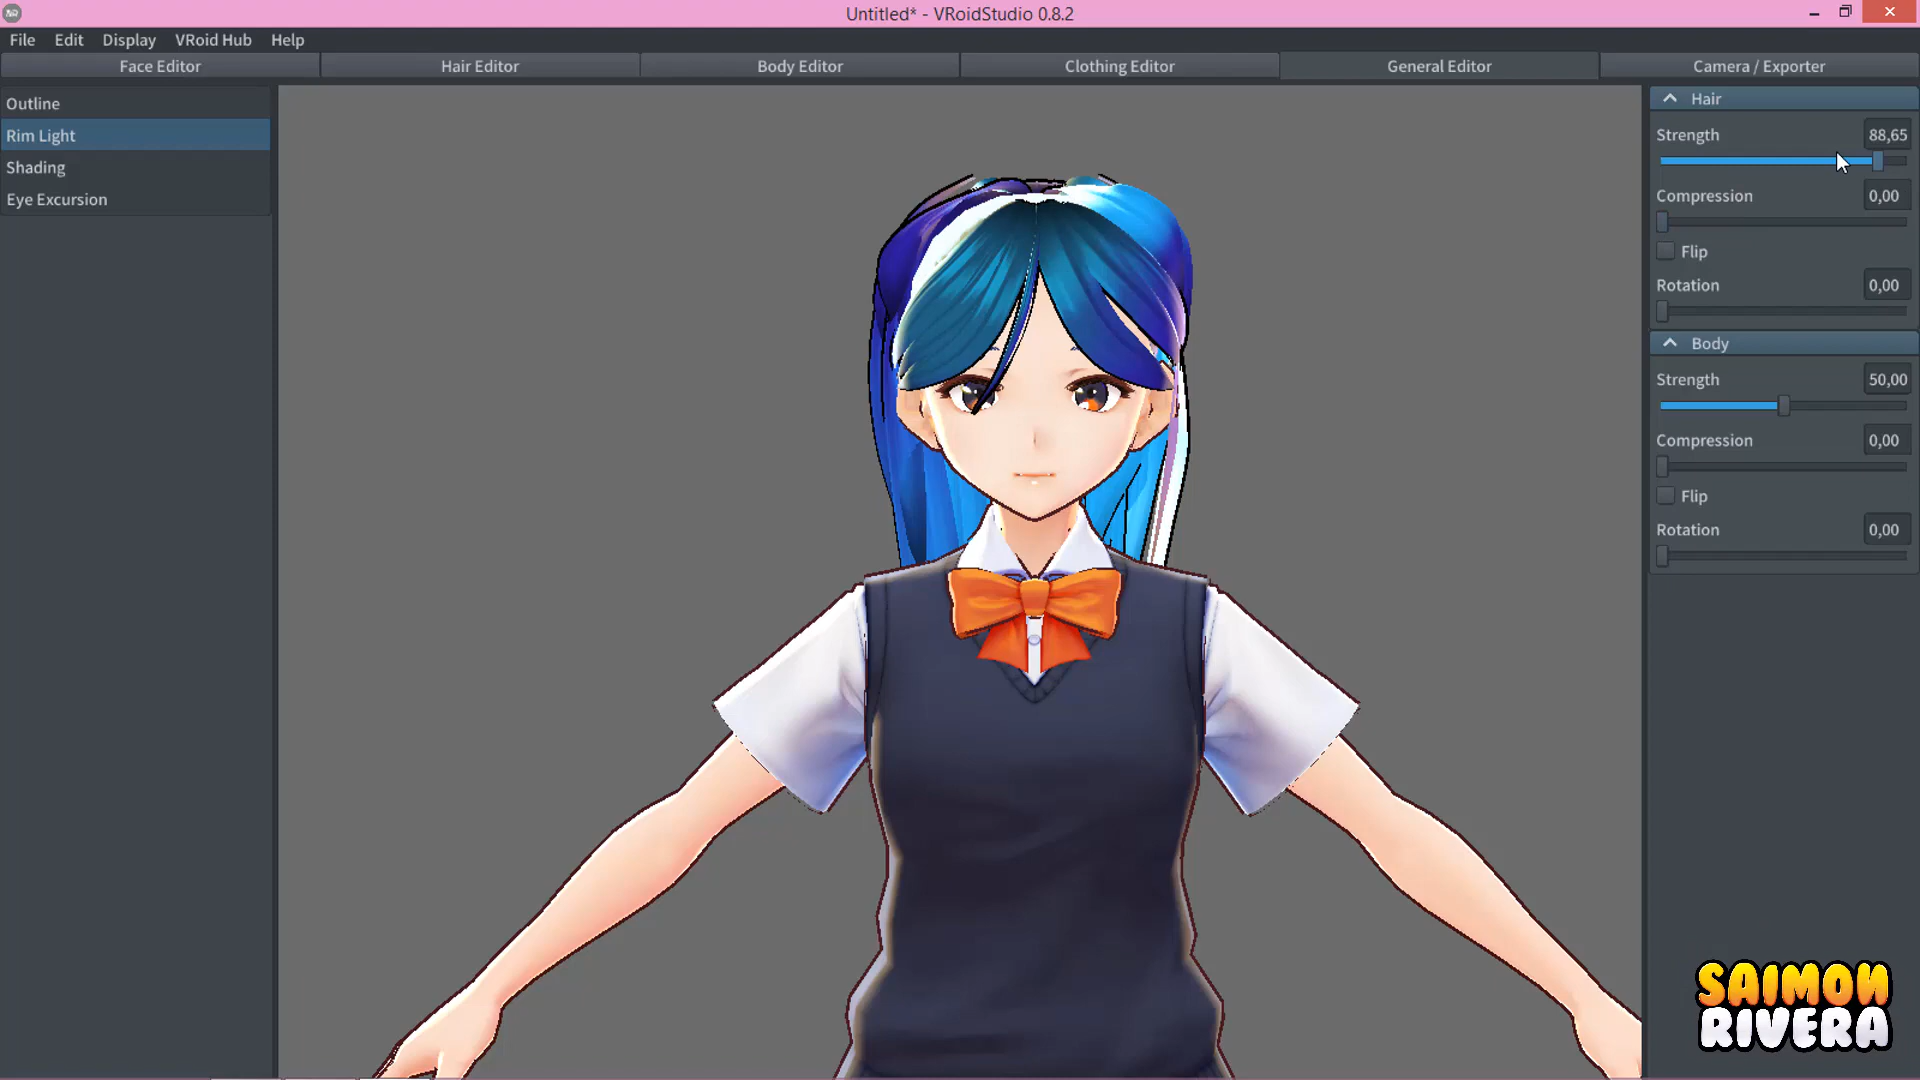 Untitled* - VRoidStudio 0.8.2
File Edit Display VRoid Hub Help
Face Editor Hair Editor Body Editor Clothing Editor General Editor Camera / Exporter
Outline
Rim Light
Shading
Eye Excursion
Hair
Strength 88,65
Compression 0,00
Flip
Rotation 0,00
Body
Strength 50,00
Compression 0,00
Flip
Rotation 0,00
SAIMON
RIVERA